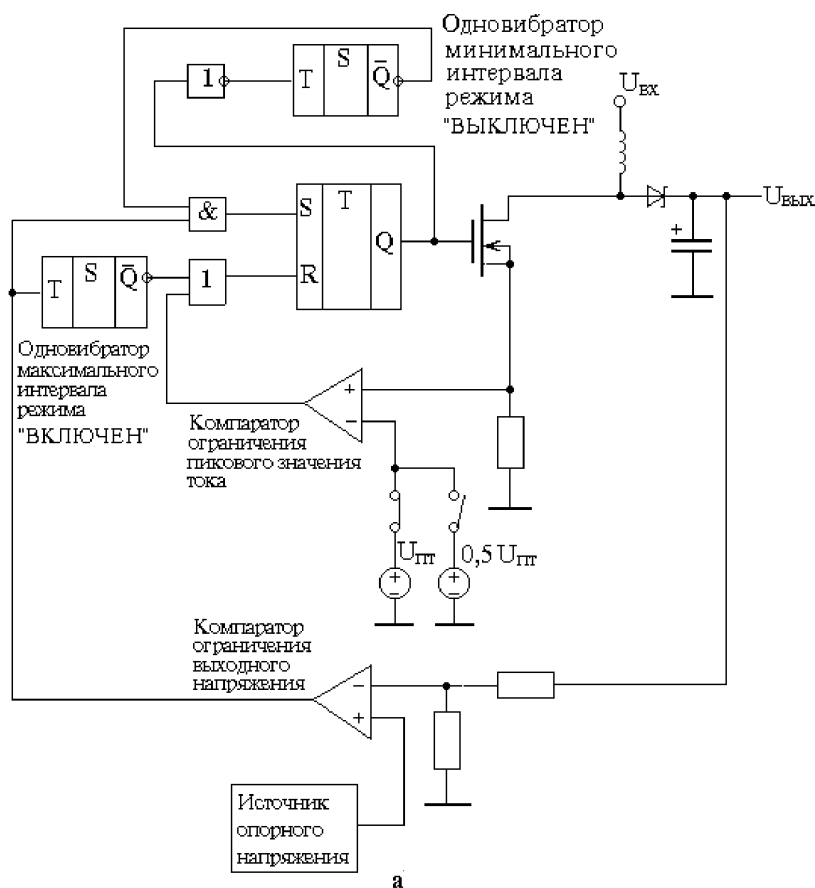 Одновибратор
минимального
интервала
режима
"ВЫКЛЮЧЕН"
S
T
Q̅
1
Uвх
&
S
T
Q
R
Uвых
+
T
S
Q̅
1
Одновибратор
максимального
интервала
режима
"ВКЛЮЧЕН"
+
−
Компаратор
ограничения
пикового значения
тока
Uпт
0,5 Uпт
+
−
+
−
Компаратор
ограничения
выходного
напряжения
−
+
Источник
опорного
напряжения
а